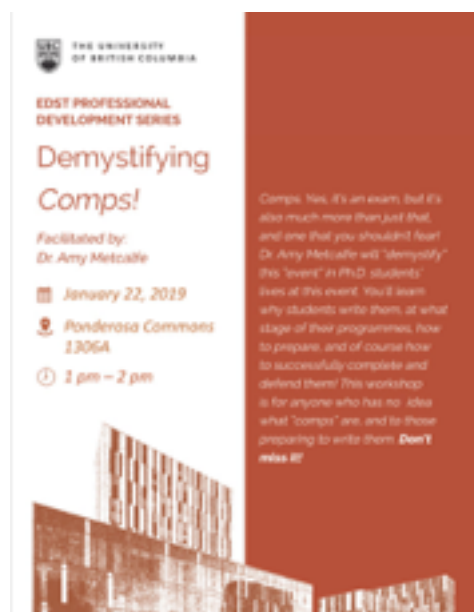 UBC
THE UNIVERSITY
OF BRITISH COLUMBIA
EDST PROFESSIONAL
DEVELOPMENT SERIES
Demystifying
Comps!
Facilitated by:
Dr. Amy Metcalfe
January 22, 2019
Ponderosa Commons
1306A
1 pm – 2 pm
Comps. Yes, it's an exam, but it's
also much more than just that,
and one that you shouldn't fear!
Dr. Amy Metcalfe will "demystify"
this "event" in Ph.D. students'
lives at this event. You'll learn
why students write them, at what
stage of their programmes, how
to prepare, and of course how
to successfully complete and
defend them! This workshop
is for anyone who has no idea
what "comps" are, and to those
preparing to write them. Don't
miss it!